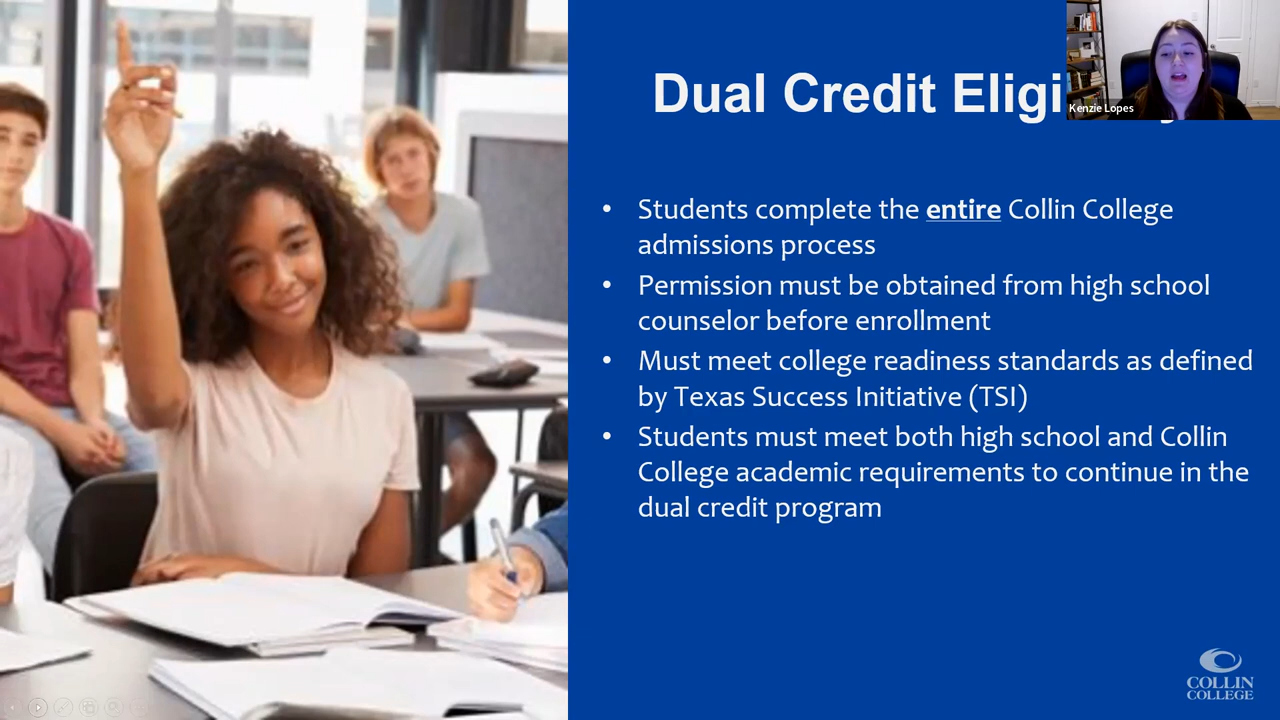 Dual Credit
Kenzie Lopes
• Students complete the entire Collin College
admissions process
• Permission must be obtained from high school
counselor before enrollment
• Must meet college readiness standards as defined
by Texas Success Initiative (TSI)
• Students must meet both high school and Collin
College academic requirements to continue in the
dual credit program
COLLIN
COLLEGE